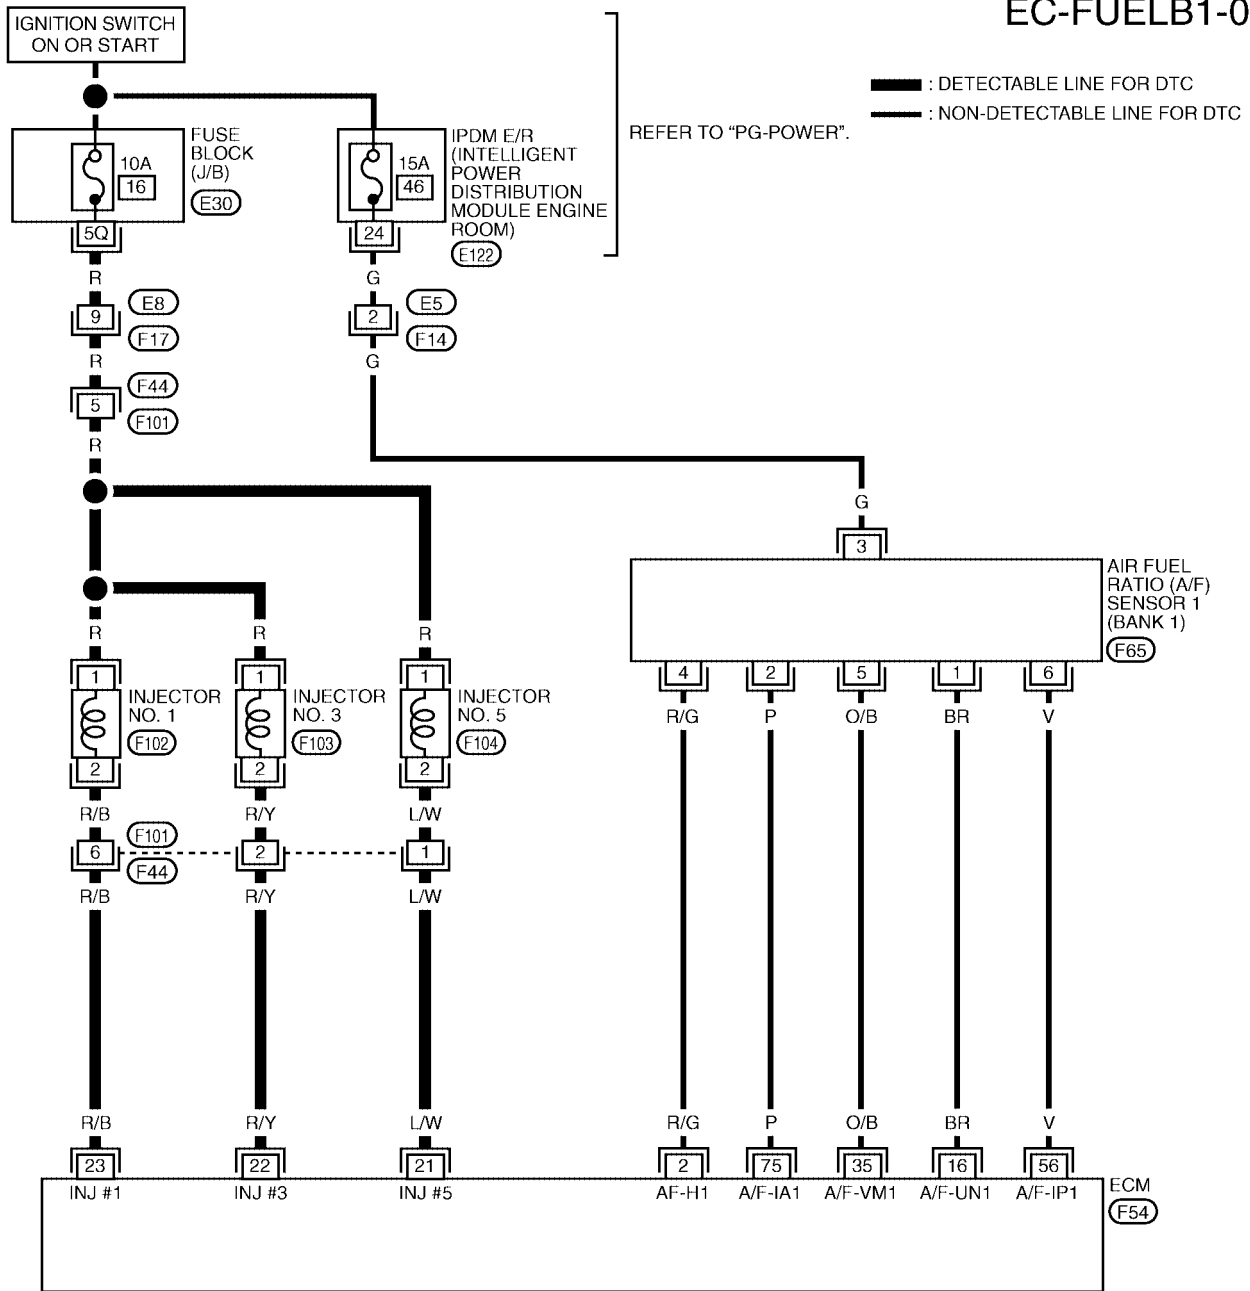 EC-FUELB1-0
IGNITION SWITCH
ON OR START
: DETECTABLE LINE FOR DTC
: NON-DETECTABLE LINE FOR DTC
REFER TO “PG-POWER”.
10A
16
FUSE
BLOCK
(J/B)
E30
15A
46
IPDM E/R
(INTELLIGENT
POWER
DISTRIBUTION
MODULE ENGINE
ROOM)
E122
5Q
24
R
G
9
E8
F17
2
E5
F14
R
G
5
F44
F101
R
G
3
AIR FUEL
RATIO (A/F)
SENSOR 1
(BANK 1)
F65
R
R
R
1
1
1
INJECTOR
NO. 1
F102
INJECTOR
NO. 3
F103
INJECTOR
NO. 5
F104
2
2
2
4
2
5
1
6
R/G
P
O/B
BR
V
R/B
R/Y
L/W
6
F101
F44
2
1
R/B
R/Y
L/W
R/B
R/Y
L/W
R/G
P
O/B
BR
V
23
22
21
2
75
35
16
56
INJ #1
INJ #3
INJ #5
AF-H1
A/F-IA1
A/F-VM1
A/F-UN1
A/F-IP1
ECM
F54